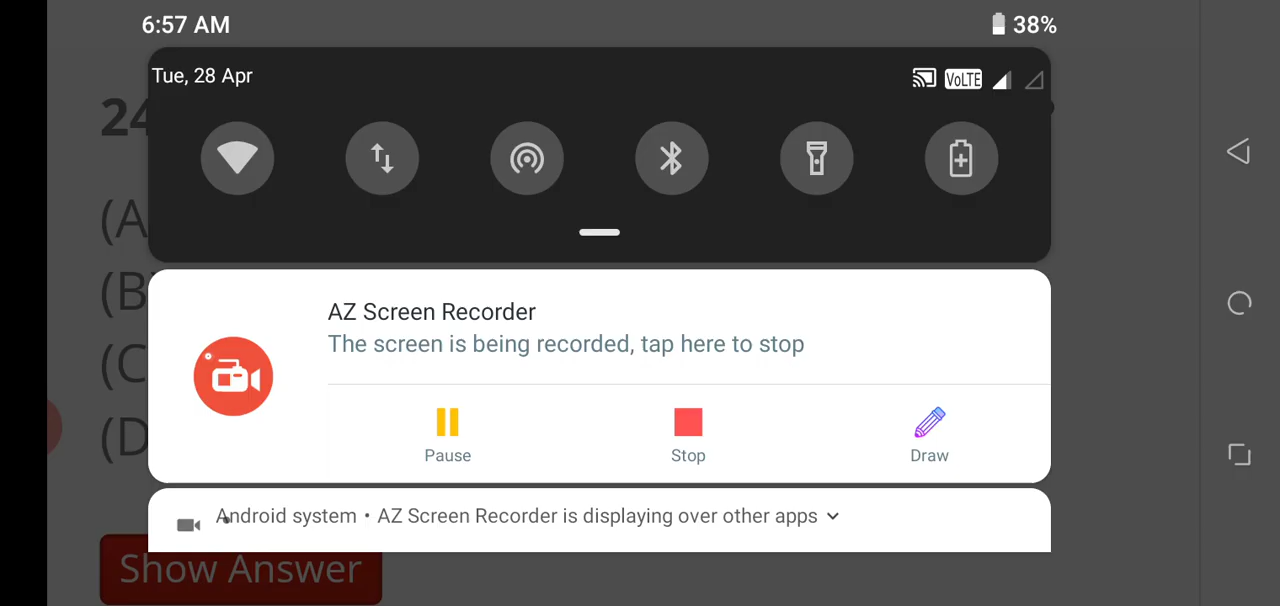 6:57 AM
38%
Tue, 28 Apr
VoLTE
24
(A
(B
(C
(D
AZ Screen Recorder
The screen is being recorded, tap here to stop
Pause
Stop
Draw
Android system • AZ Screen Recorder is displaying over other apps
Show Answer